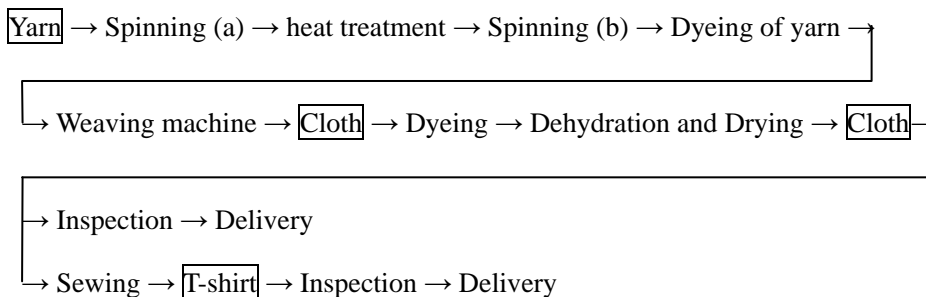 Yarn → Spinning (a) → heat treatment → Spinning (b) → Dyeing of yarn →
→ Weaving machine → Cloth → Dyeing → Dehydration and Drying → Cloth
→ Inspection → Delivery
→ Sewing → T-shirt → Inspection → Delivery